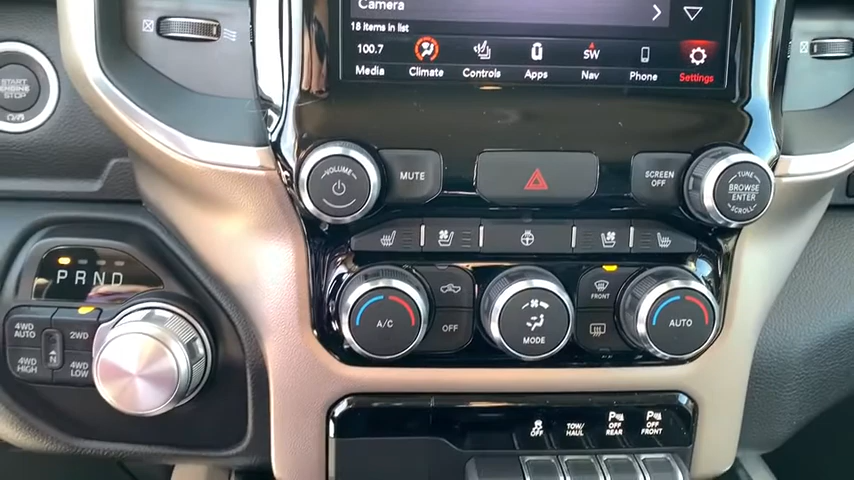 Camera
18 items in list
100.7
SW
Media
Climate
Controls
Apps
Nav
Phone
Settings
START
ENGINE
STOP
VOLUME
MUTE
SCREEN
OFF
TUNE
BROWSE
ENTER
SCROLL
PRND
4WD
AUTO
2WD
N
4WD
HIGH
4WD
LOW
A/C
OFF
MODE
FRONT
REAR
AUTO
OFF
TOW/
HAUL
OFF
REAR
OFF
FRONT